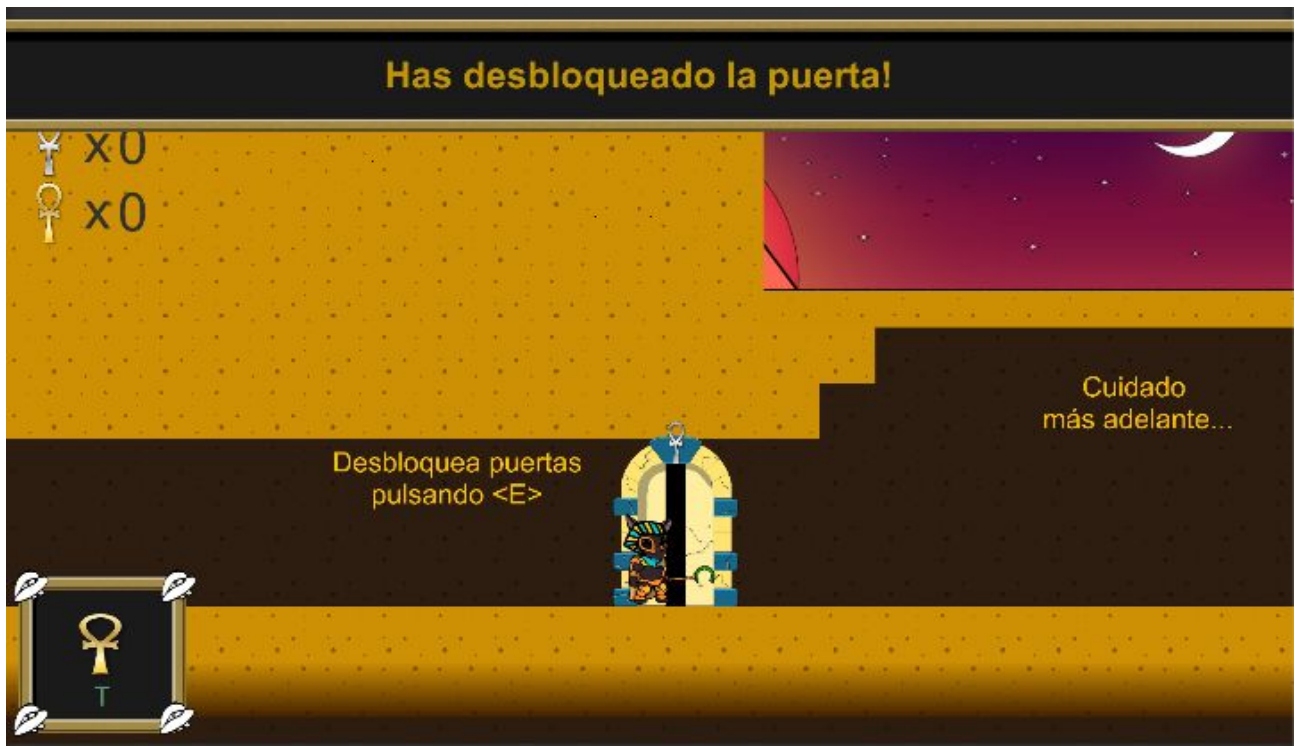 Has desbloqueado la puerta!
x0
x0
Cuidado
más adelante...
Desbloquea puertas
pulsando <E>
T